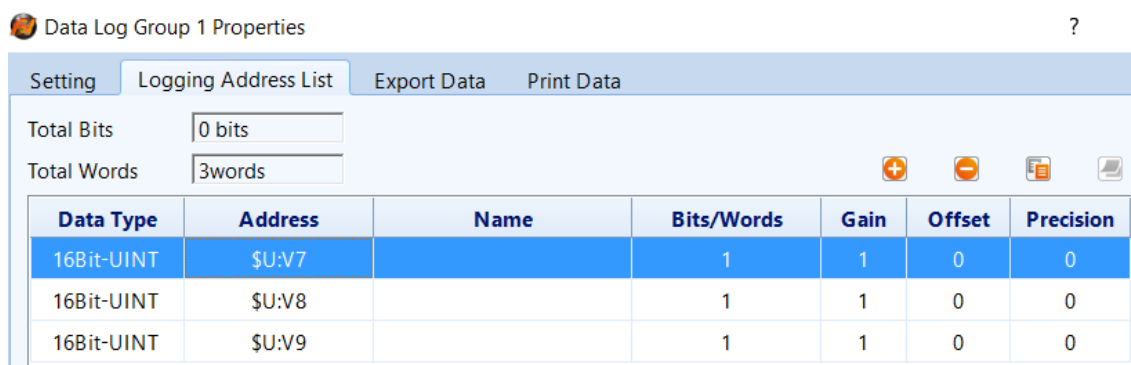 Data Log Group 1 Properties ?
Setting Logging Address List Export Data Print Data
Total Bits 0 bits
Total Words 3words
Data Type Address Name Bits/Words Gain Offset Precision
16Bit-UINT $U:V7 1 1 0 0
16Bit-UINT $U:V8 1 1 0 0
16Bit-UINT $U:V9 1 1 0 0